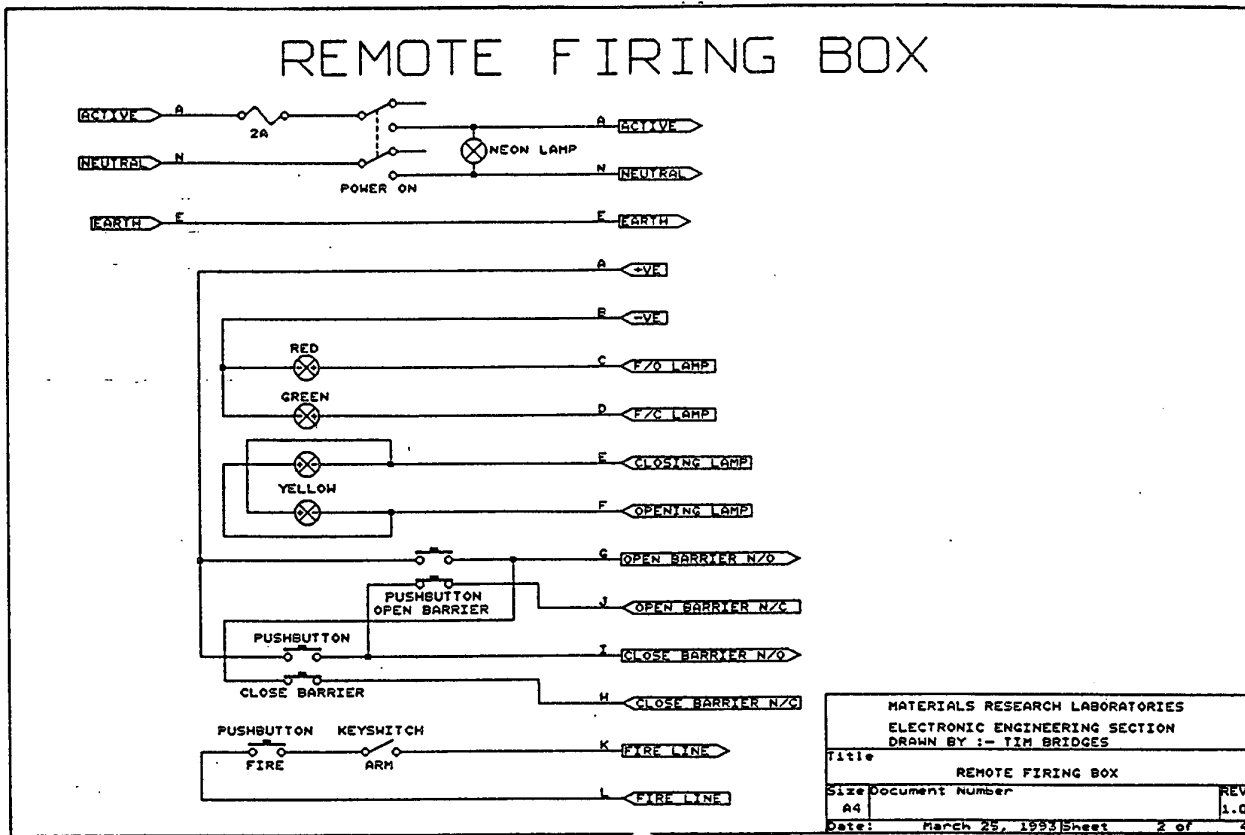 REMOTE FIRING BOX
ACTIVE A 2A A ACTIVE
NEUTRAL N NEON LAMP N NEUTRAL
POWER ON
EARTH E E EARTH
A +VE
B -VE
RED C F/O LAMP
GREEN D F/C LAMP
E CLOSING LAMP
YELLOW
F OPENING LAMP
G OPEN BARRIER N/O
PUSHBUTTON
OPEN BARRIER
J OPEN BARRIER N/C
PUSHBUTTON
I CLOSE BARRIER N/O
CLOSE BARRIER
H CLOSE BARRIER N/C
PUSHBUTTON KEYSWITCH
FIRE ARM
K FIRE LINE
L FIRE LINE
MATERIALS RESEARCH LABORATORIES
ELECTRONIC ENGINEERING SECTION
DRAWN BY :- TIM BRIDGES
Title
REMOTE FIRING BOX
Size Document Number REV
A4
Date: March 25, 1993 Sheet 2 of